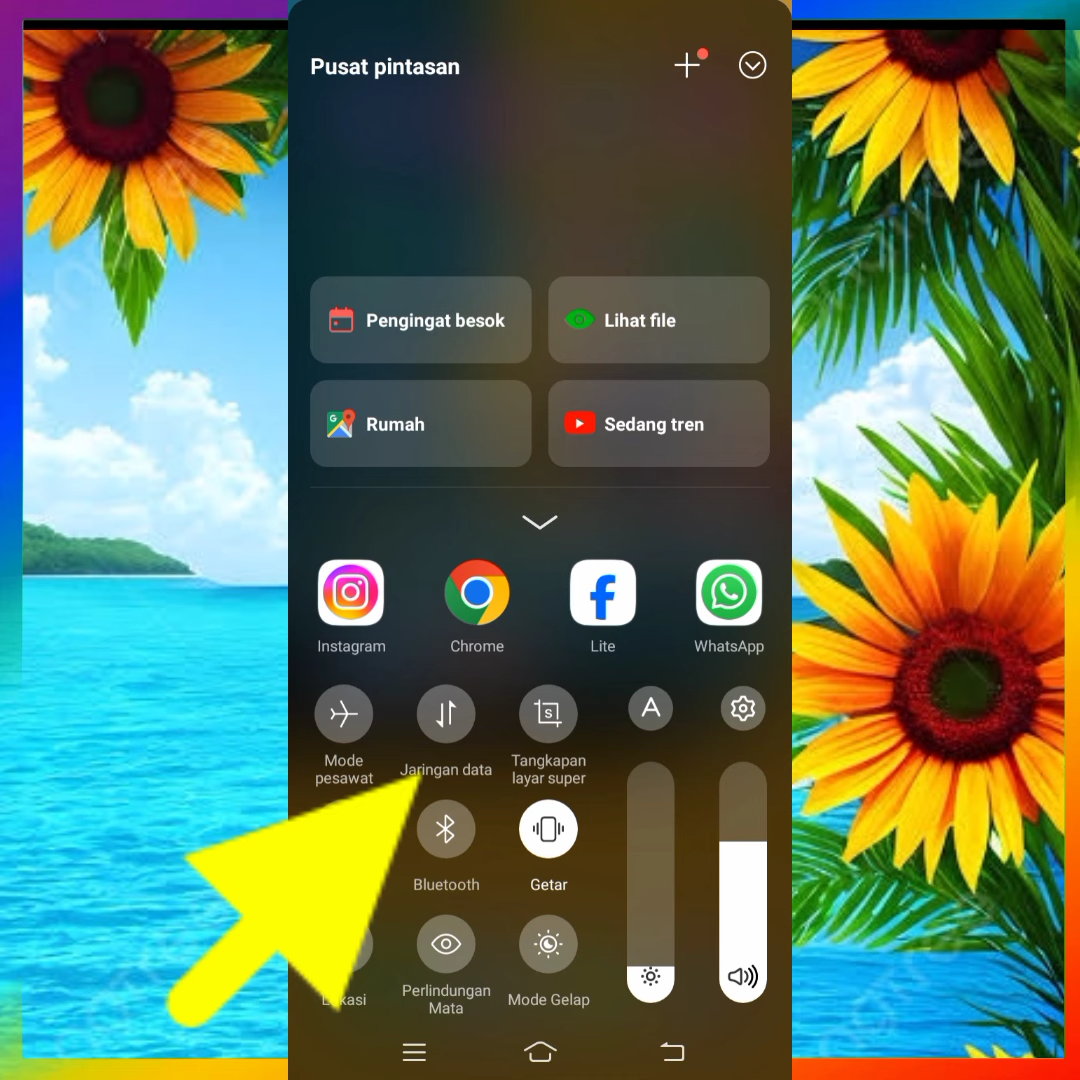 Pusat pintasan
Pengingat besok
Lihat file
Rumah
Sedang tren
Instagram
Chrome
Lite
WhatsApp
Mode
pesawat
Jaringan data
Tangkapan
layar super
Bluetooth
Getar
Perlindungan
Mata
Mode Gelap